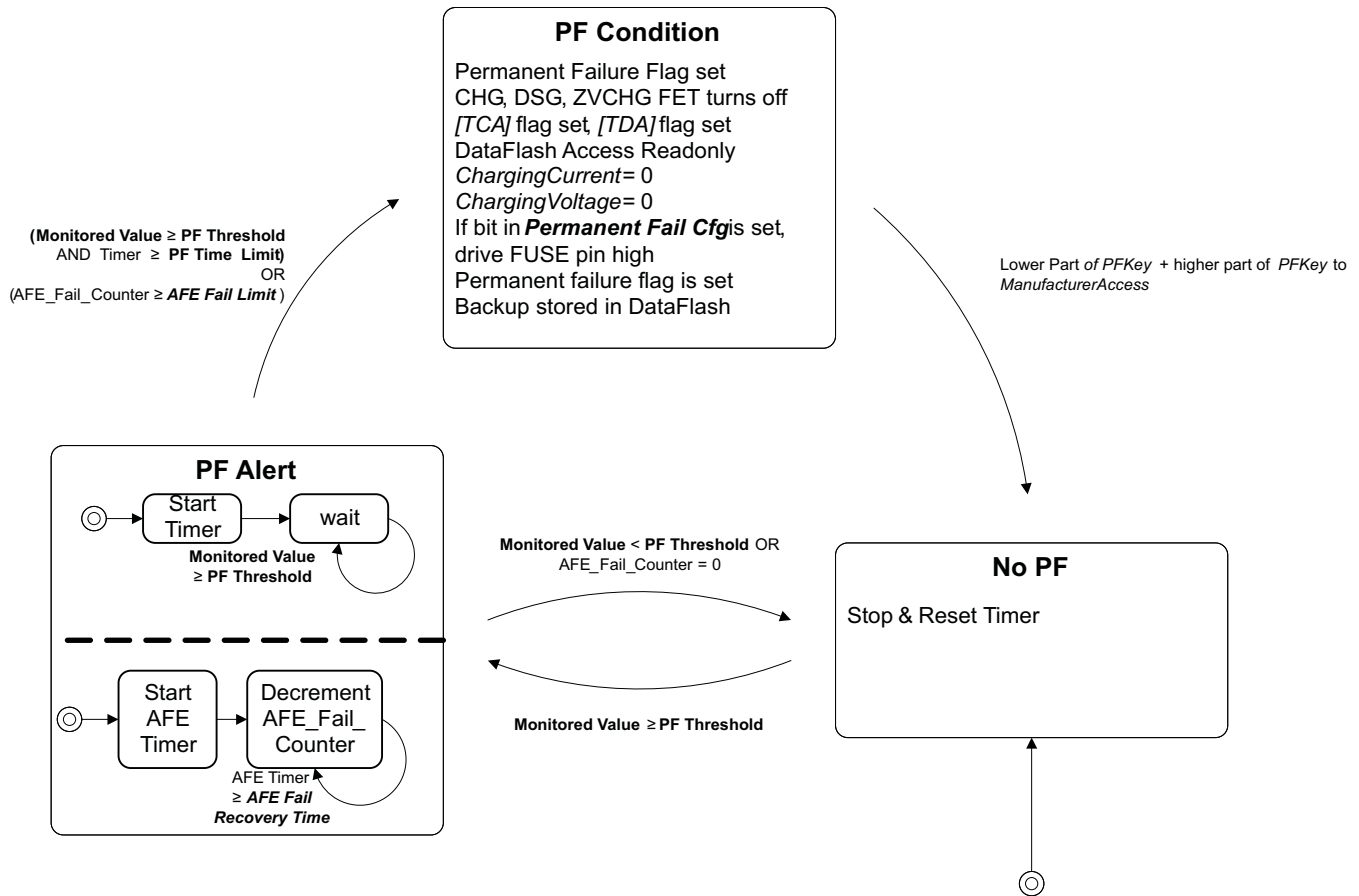 PF Condition
Permanent Failure Flag set
CHG, DSG, ZVCHG FET turns off
[TCA] flag set, [TDA] flag set
DataFlash Access Readonly
ChargingCurrent = 0
ChargingVoltage = 0
If bit in Permanent Fail Cfg is set,
drive FUSE pin high
Permanent failure flag is set
Backup stored in DataFlash
(Monitored Value ≥ PF Threshold
AND Timer ≥ PF Time Limit)
OR
(AFE_Fail_Counter ≥ AFE Fail Limit )
Lower Part of PFKey + higher part of PFKey to
ManufacturerAccess
PF Alert
Start
Timer
wait
Monitored Value
≥ PF Threshold
Start
AFE
Timer
Decrement
AFE_Fail_
Counter
AFE Timer
≥ AFE Fail
Recovery Time
Monitored Value < PF Threshold OR
AFE_Fail_Counter = 0
Monitored Value ≥ PF Threshold
No PF
Stop & Reset Timer